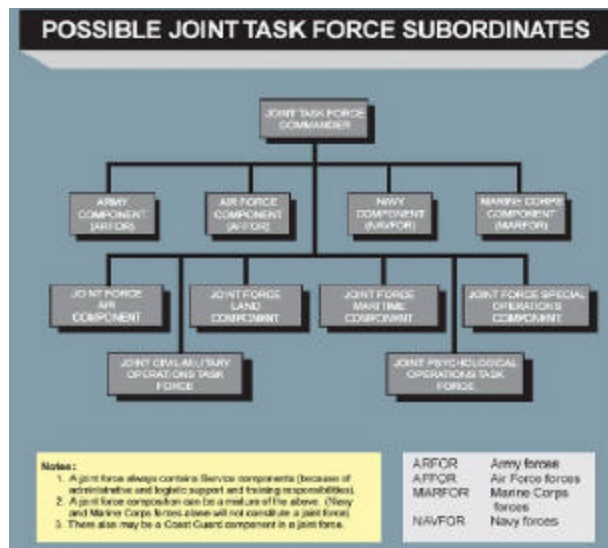 POSSIBLE JOINT TASK FORCE SUBORDINATES
JOINT TASK FORCE
COMMANDER
ARMY
COMPONENT
(ARFOR)
AIR FORCE
COMPONENT
(AFFOR)
NAVY
COMPONENT
(NAVFOR)
MARINE CORPS
COMPONENT
(MARFOR)
JOINT FORCE
AIR
COMPONENT
JOINT FORCE
LAND
COMPONENT
JOINT FORCE
MARITIME
COMPONENT
JOINT FORCE SPECIAL
OPERATIONS
COMPONENT
JOINT CIVIL-MILITARY
OPERATIONS TASK
FORCE
JOINT PSYCHOLOGICAL
OPERATIONS TASK
FORCE
Notes:
1. A joint force always contains Service components (because of
administrative and logistic support and training responsibilities).
2. A joint force composition can be a mixture of the above. (Navy
and Marine Corps forces alone will not constitute a joint force).
3. There also may be a Coast Guard component in a joint force.
ARFOR Army forces
AFFOR Air Force forces
MARFOR Marine Corps
forces
NAVFOR Navy forces